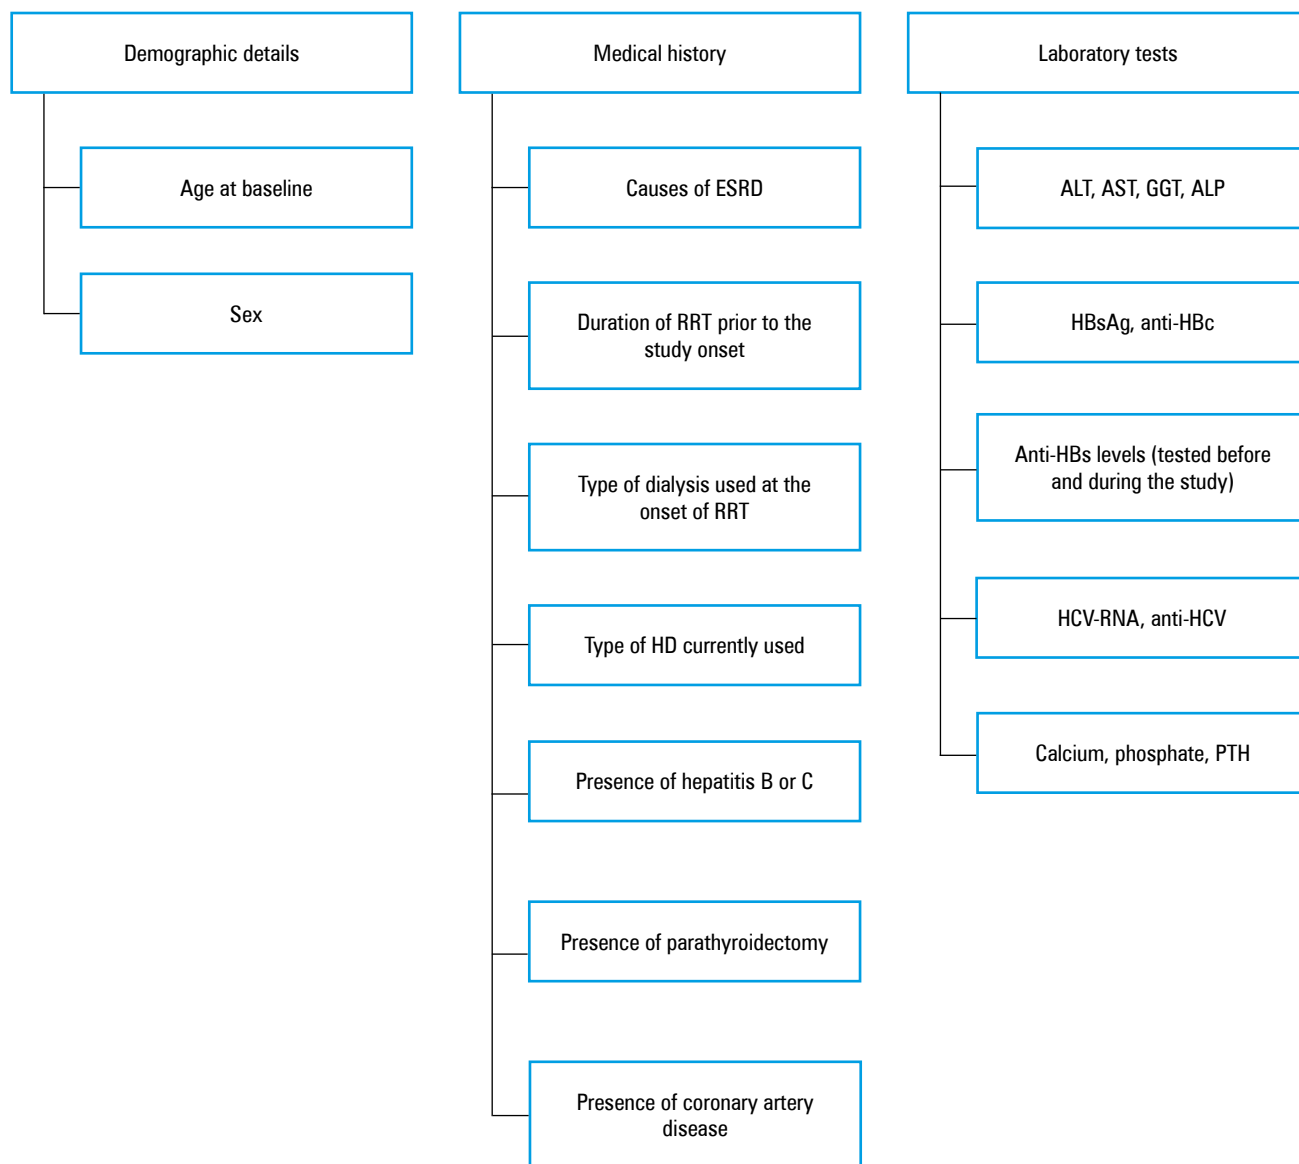 Demographic details
Age at baseline
Sex
Medical history
Causes of ESRD
Duration of RRT prior to the
study onset
Type of dialysis used at the
onset of RRT
Type of HD currently used
Presence of hepatitis B or C
Presence of parathyroidectomy
Presence of coronary artery
disease
Laboratory tests
ALT, AST, GGT, ALP
HBsAg, anti-HBc
Anti-HBs levels (tested before
and during the study)
HCV-RNA, anti-HCV
Calcium, phosphate, PTH